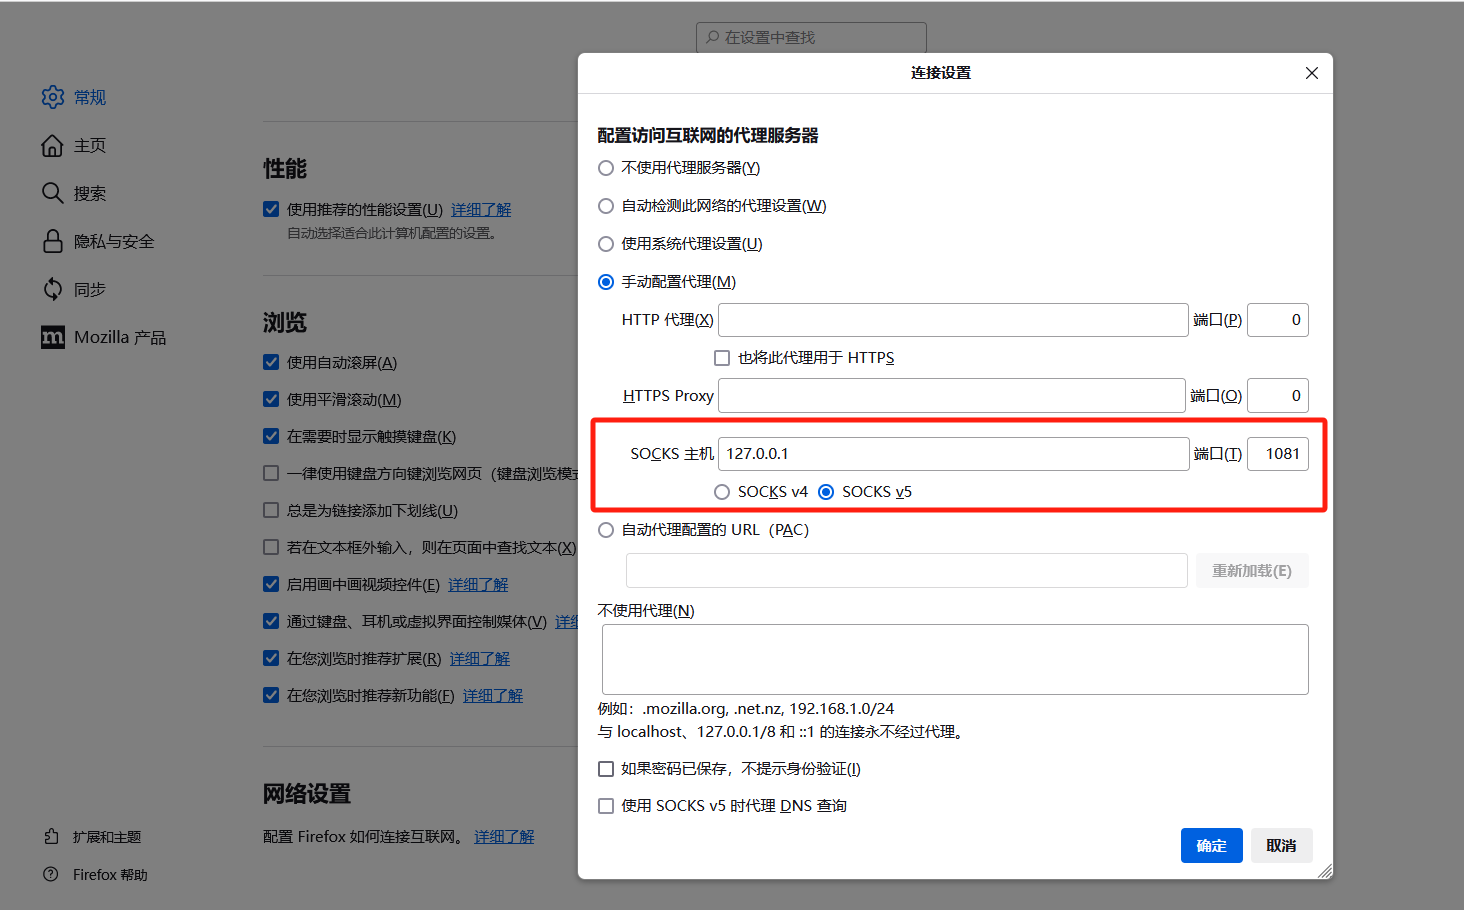 在设置中查找
常规
主页
搜索
隐私与安全
同步
Mozilla 产品
扩展和主题
Firefox 帮助
性能
使用推荐的性能设置(U) 详细了解
自动选择适合此计算机配置的设置。
浏览
使用自动滚屏(A)
使用平滑滚动(M)
在需要时显示触摸键盘(K)
一律使用键盘方向键浏览网页（键盘浏览模式
总是为链接添加下划线(U)
若在文本框外输入，则在页面中查找文本(X)
启用画中画视频控件(E) 详细了解
通过键盘、耳机或虚拟界面控制媒体(V) 详细
在您浏览时推荐扩展(R) 详细了解
在您浏览时推荐新功能(F) 详细了解
网络设置
配置 Firefox 如何连接互联网。 详细了解
连接设置
配置访问互联网的代理服务器
不使用代理服务器(Y)
自动检测此网络的代理设置(W)
使用系统代理设置(U)
手动配置代理(M)
HTTP 代理(X) 端口(P) 0
也将此代理用于 HTTPS
HTTPS Proxy 端口(O) 0
SOCKS 主机 127.0.0.1 端口(T) 1081
SOCKS v4 SOCKS v5
自动代理配置的 URL（PAC）
重新加载(E)
不使用代理(N)
例如：.mozilla.org, .net.nz, 192.168.1.0/24
与 localhost、127.0.0.1/8 和 ::1 的连接永不经过代理。
如果密码已保存，不提示身份验证(I)
使用 SOCKS v5 时代理 DNS 查询
确定 取消